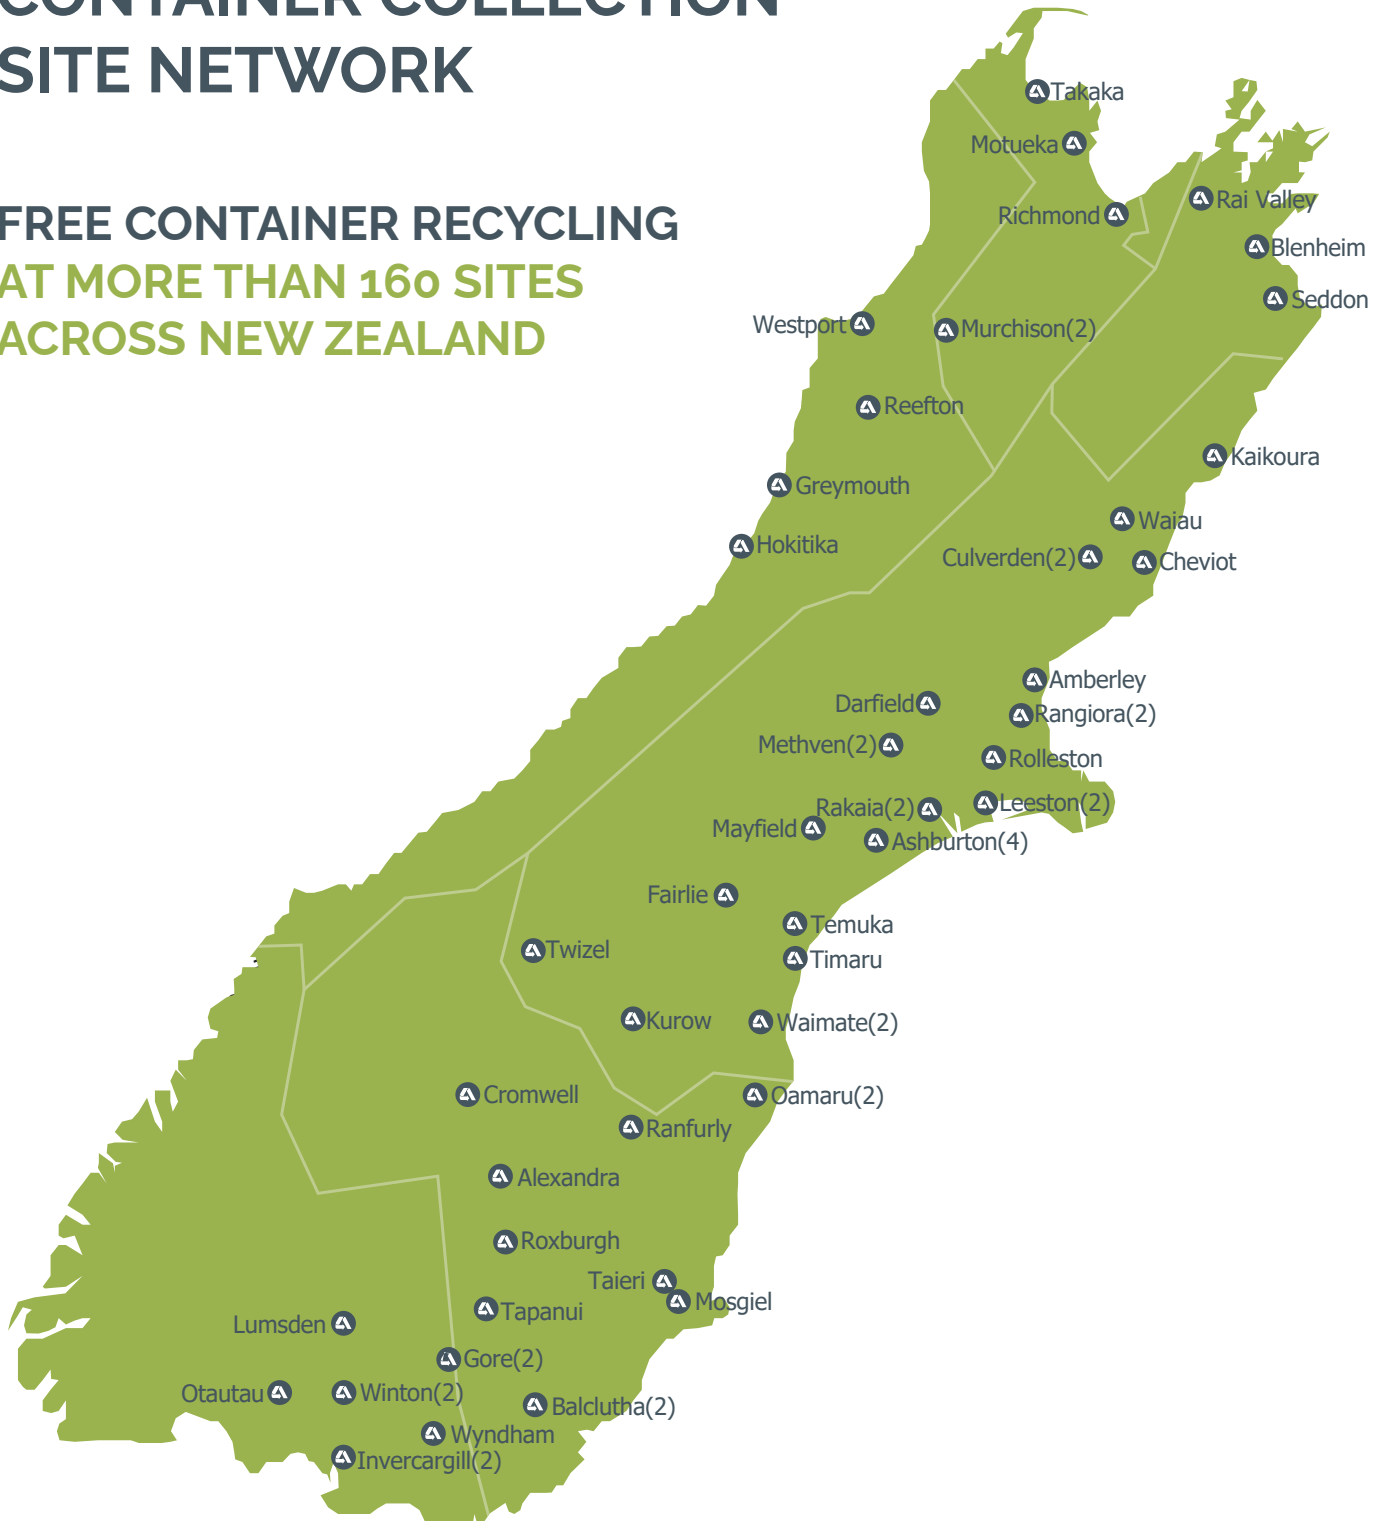 CONTAINER COLLECTION
SITE NETWORK
FREE CONTAINER RECYCLING
AT MORE THAN 160 SITES
ACROSS NEW ZEALAND
Takaka
Motueka
Rai Valley
Richmond
Blenheim
Seddon
Westport
Murchison(2)
Reefton
Kaikoura
Greymouth
Waiau
Hokitika
Culverden(2)
Cheviot
Amberley
Darfield
Rangiora(2)
Methven(2)
Rolleston
Leeston(2)
Rakaia(2)
Mayfield
Ashburton(4)
Fairlie
Temuka
Twizel
Timaru
Kurow
Waimate(2)
Cromwell
Oamaru(2)
Ranfurly
Alexandra
Roxburgh
Taieri
Mosgiel
Tapanui
Lumsden
Gore(2)
Otautau
Winton(2)
Balclutha(2)
Wyndham
Invercargill(2)